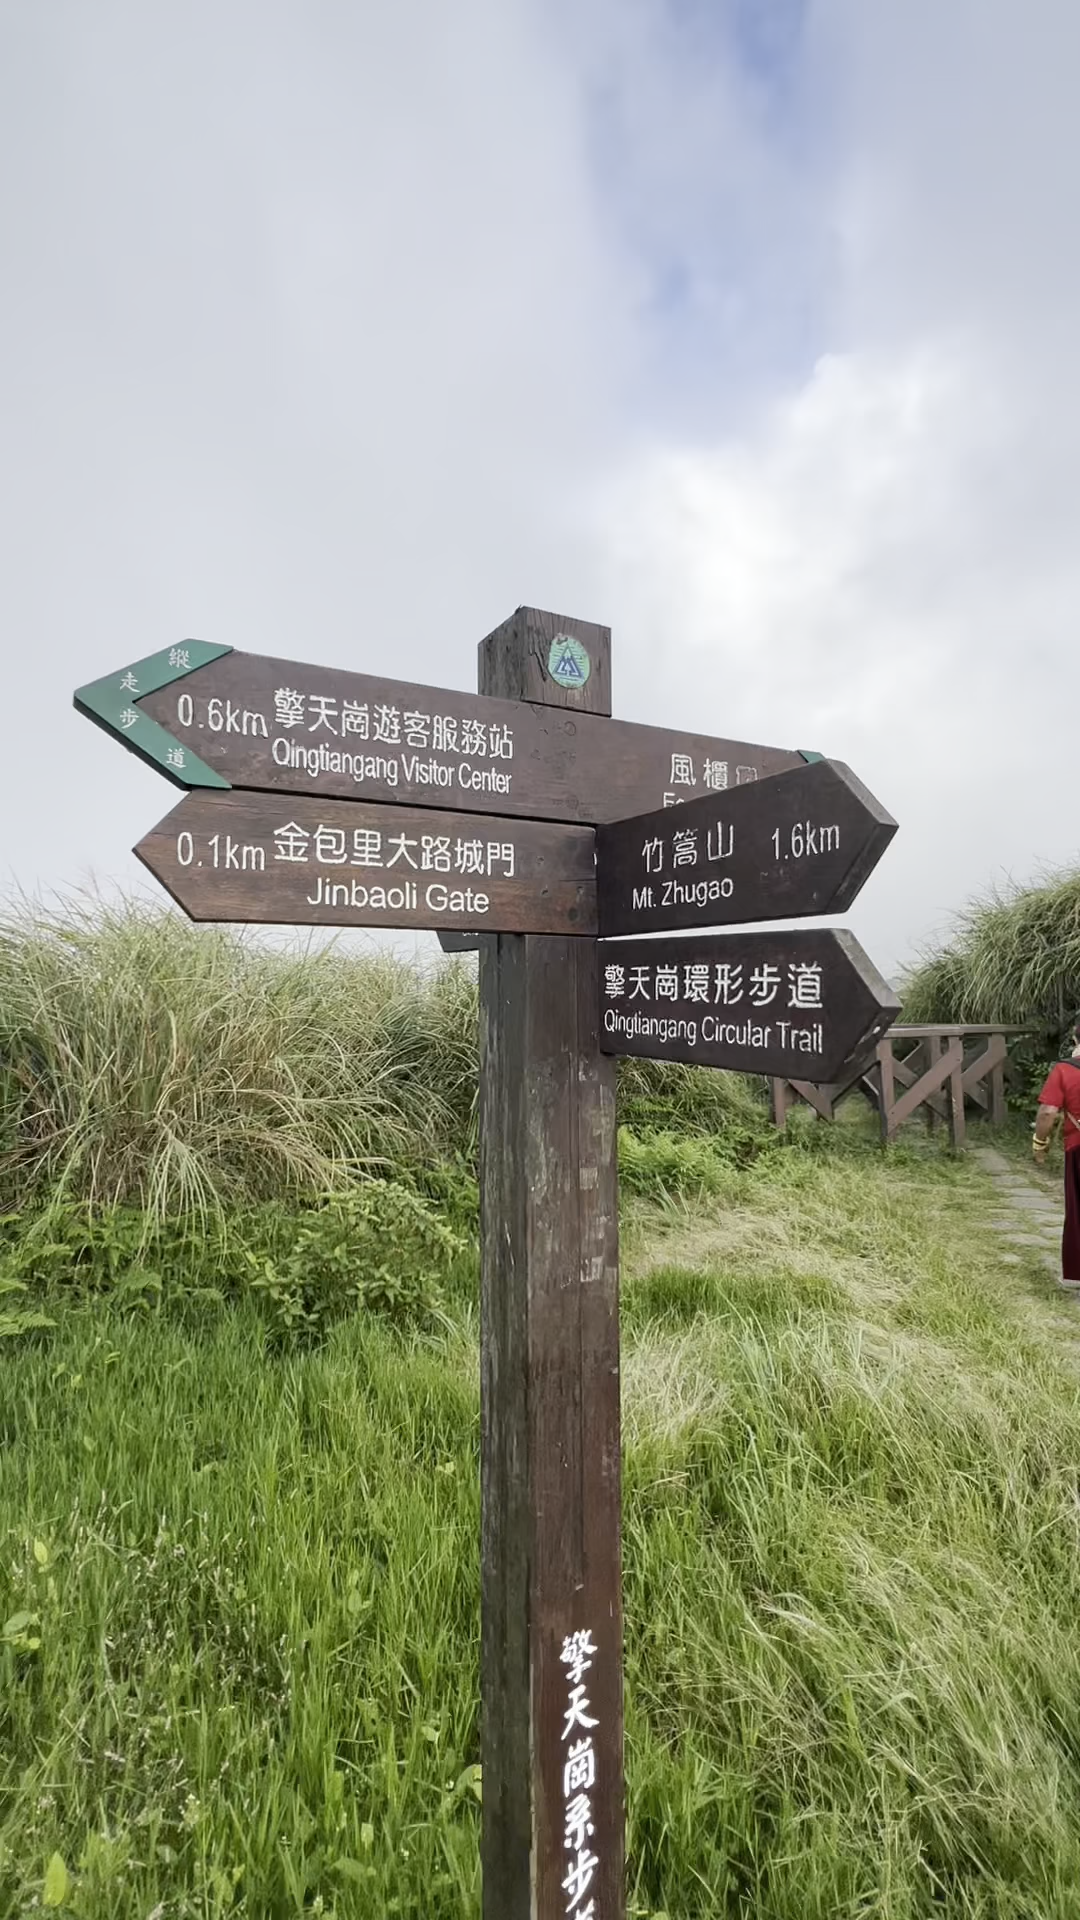 縱走步道
0.6km 擎天崗遊客服務站
Qingtiangang Visitor Center
風櫃
0.1km 金包里大路城門
Jinbaoli Gate
竹篙山 1.6km
Mt. Zhugao
擎天崗環形步道
Qingtiangang Circular Trail
擎天崗系步